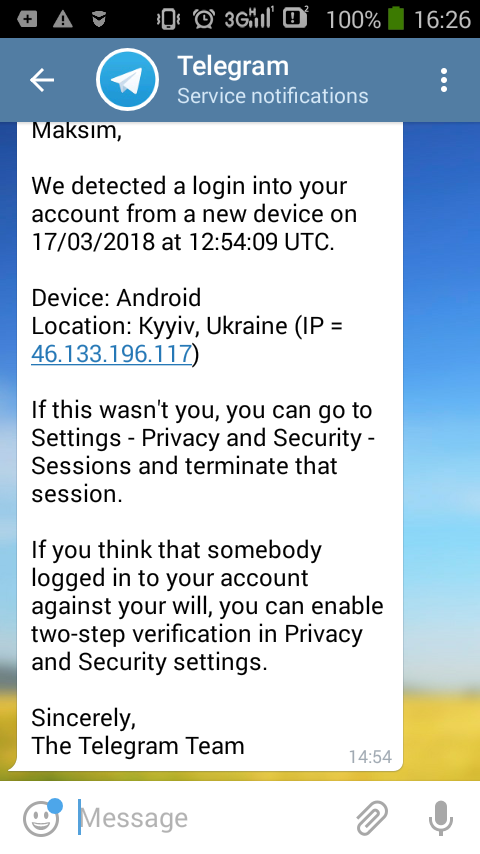 3G 100% 16:26
Telegram
Service notifications
Maksim,
We detected a login into your
account from a new device on
17/03/2018 at 12:54:09 UTC.
Device: Android
Location: Kyyiv, Ukraine (IP =
46.133.196.117)
If this wasn't you, you can go to
Settings - Privacy and Security -
Sessions and terminate that
session.
If you think that somebody
logged in to your account
against your will, you can enable
two-step verification in Privacy
and Security settings.
Sincerely,
The Telegram Team
14:54
Message